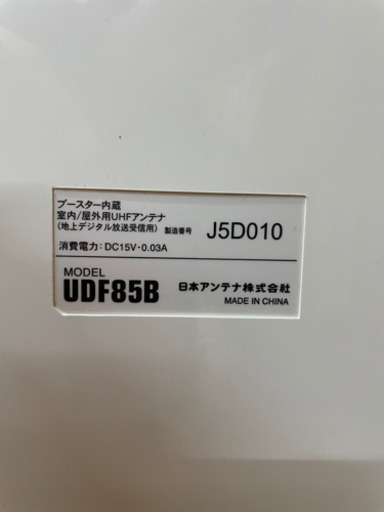 ブースター内蔵
室内/屋外用UHFアンテナ
(地上デジタル放送受信用) 製造番号 J5D010
消費電力:DC15V・0.03A
MODEL
UDF85B 日本アンテナ株式会社
MADE IN CHINA